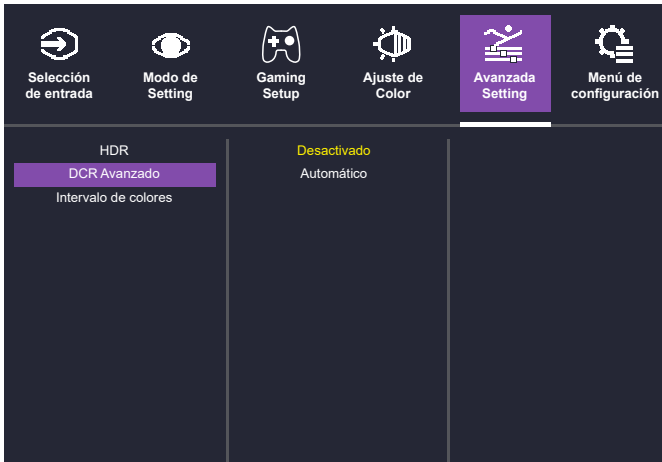 Selección
de entrada
Modo de
Setting
Gaming
Setup
Ajuste de
Color
Avanzada
Setting
Menú de
configuración
HDR
DCR Avanzado
Intervalo de colores
Desactivado
Automático